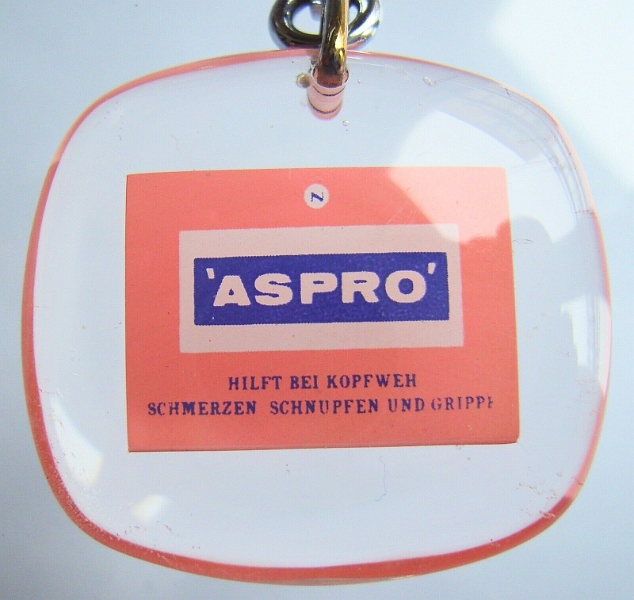 N
'ASPRO'
HILFT BEI KOPFWEH
SCHMERZEN SCHNUPFEN UND GRIPPE